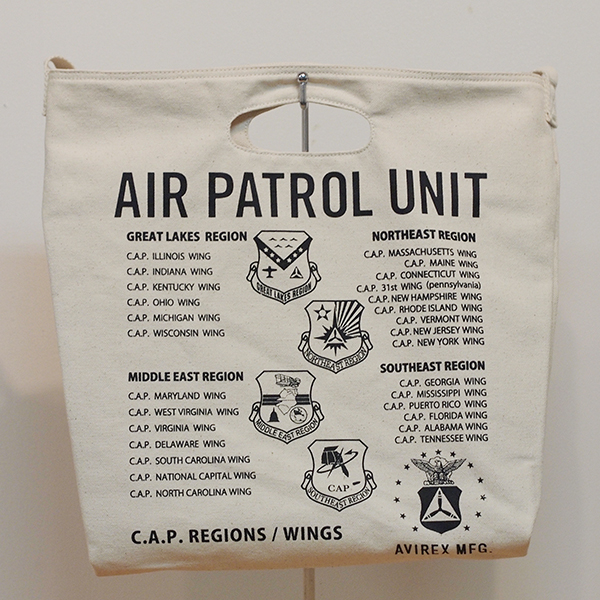 AIR PATROL UNIT
GREAT LAKES REGION
C.A.P. ILLINOIS WING
C.A.P. INDIANA WING
C.A.P. KENTUCKY WING
C.A.P. OHIO WING
C.A.P. MICHIGAN WING
C.A.P. WISCONSIN WING
GREAT LAKES REGION
NORTHEAST REGION
C.A.P. MASSACHUSETTS WING
C.A.P. MAINE WING
C.A.P. CONNECTICUT WING
C.A.P. 31st WING (pennsylvania)
C.A.P. NEW HAMPSHIRE WING
C.A.P. RHODE ISLAND WING
C.A.P. VERMONT WING
C.A.P. NEW JERSEY WING
C.A.P. NEW YORK WING
NORTHEAST REGION
MIDDLE EAST REGION
C.A.P. MARYLAND WING
C.A.P. WEST VIRGINIA WING
C.A.P. VIRGINIA WING
C.A.P. DELAWARE WING
C.A.P. SOUTH CAROLINA WING
C.A.P. NATIONAL CAPITAL WING
C.A.P. NORTH CAROLINA WING
MIDDLE EAST REGION
SOUTHEAST REGION
C.A.P. GEORGIA WING
C.A.P. MISSISSIPPI WING
C.A.P. PUERTO RICO WING
C.A.P. FLORIDA WING
C.A.P. ALABAMA WING
C.A.P. TENNESSEE WING
CAP
SOUTHEAST REGION
C.A.P. REGIONS / WINGS
AVIREX MFG.